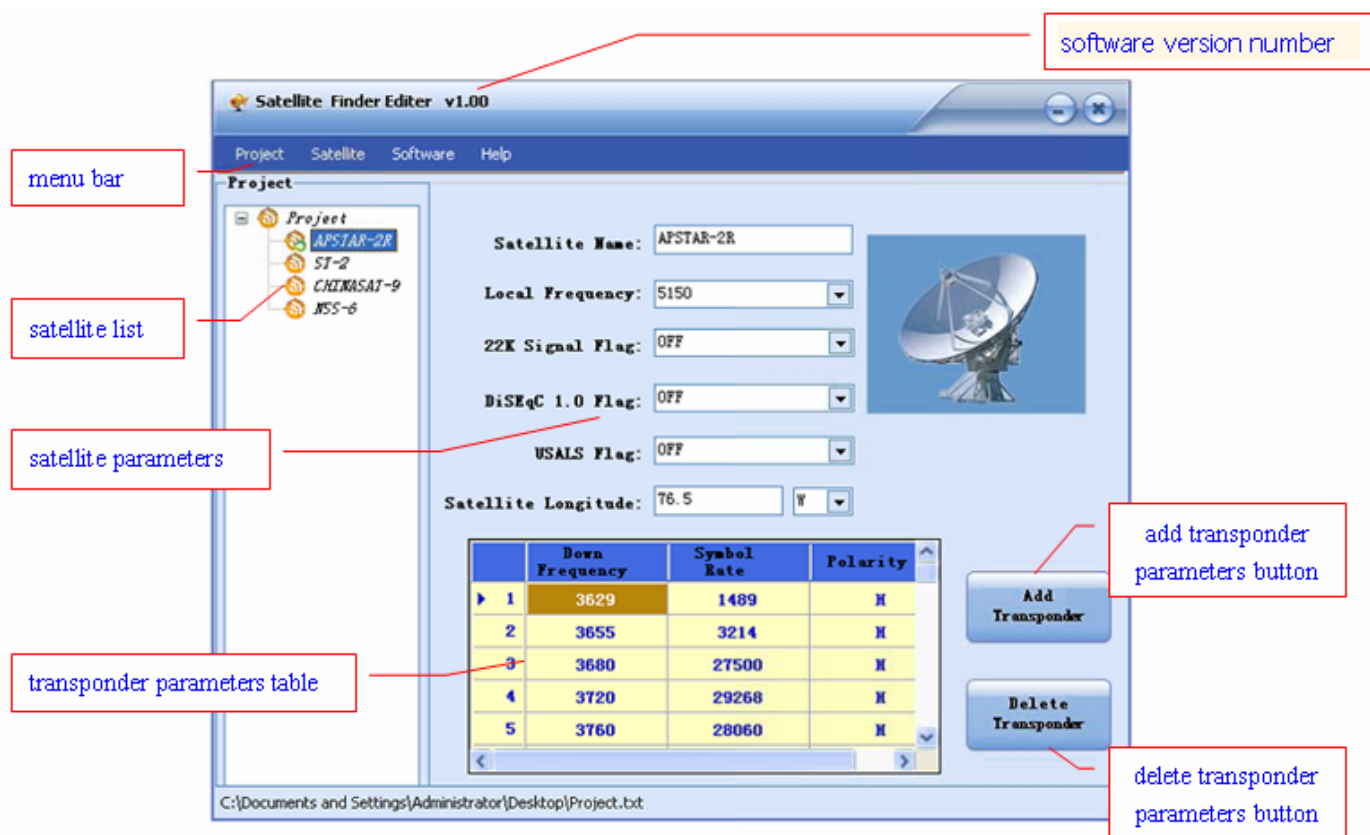 software version number
Satellite Finder Editer v1.00
Project Satellite Software Help
menu bar
Project
Project
APSTAR-2R
ST-2
CHINASAT-9
NSS-6
satellite list
Satellite Name: APSTAR-2R
Local Frequency: 5150
22K Signal Flag: OFF
DiSEqC 1.0 Flag: OFF
satellite parameters
USALS Flag: OFF
Satellite Longitude: 76.5 W
add transponder
parameters button
Down
Frequency
Symbol
Rate
Polarity
1 3629 1489 H
2 3655 3214 H
3 3680 27500 H
4 3720 29268 H
5 3760 28060 H
Add
Transponder
transponder parameters table
Delete
Transponder
delete transponder
parameters button
C:\Documents and Settings\Administrator\Desktop\Project.txt